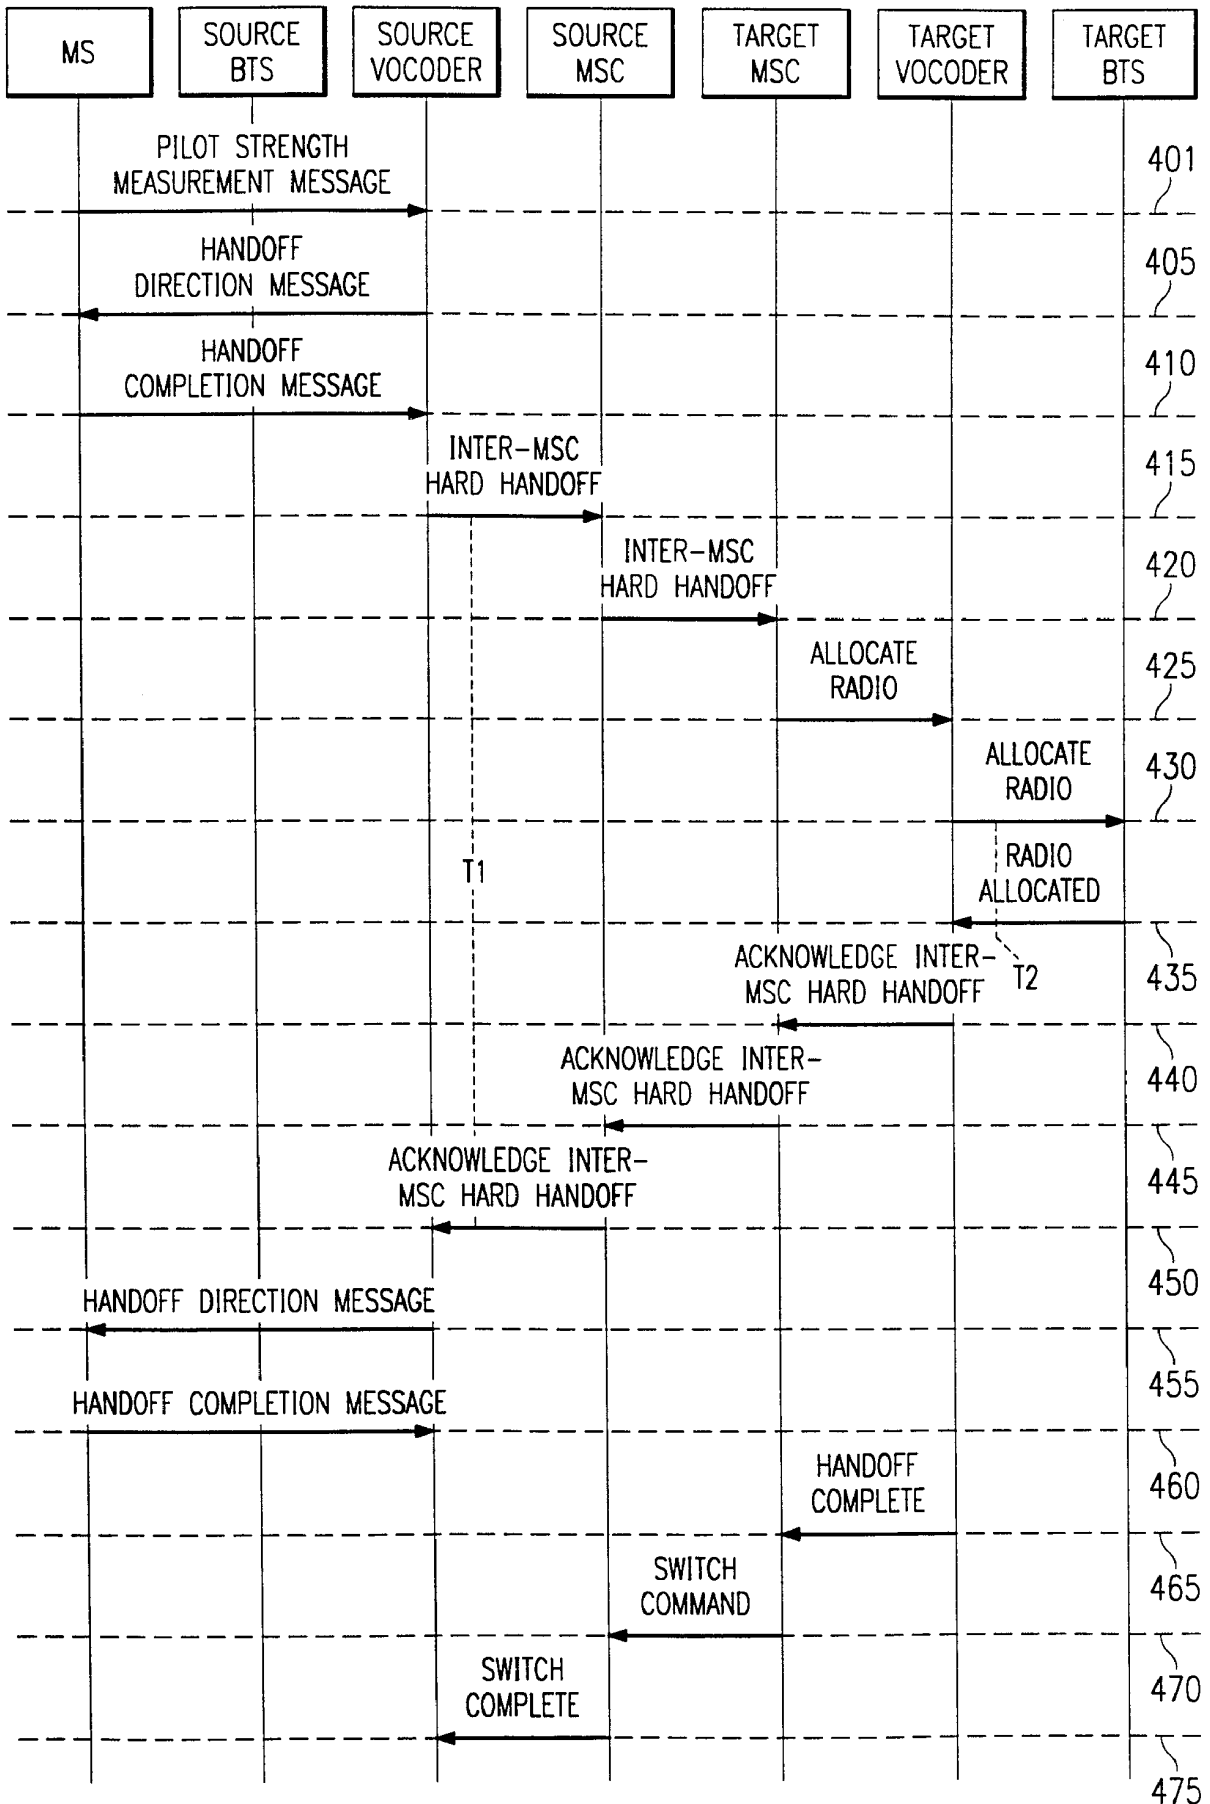 MS
SOURCE
BTS
SOURCE
VOCODER
SOURCE
MSC
TARGET
MSC
TARGET
VOCODER
TARGET
BTS
PILOT STRENGTH
MEASUREMENT MESSAGE
401
HANDOFF
DIRECTION MESSAGE
405
HANDOFF
COMPLETION MESSAGE
410
INTER-MSC
HARD HANDOFF
415
INTER-MSC
HARD HANDOFF
420
ALLOCATE
RADIO
425
ALLOCATE
RADIO
430
T1
RADIO
ALLOCATED
435
T2
ACKNOWLEDGE INTER-
MSC HARD HANDOFF
440
ACKNOWLEDGE INTER-
MSC HARD HANDOFF
445
ACKNOWLEDGE INTER-
MSC HARD HANDOFF
450
HANDOFF DIRECTION MESSAGE
455
HANDOFF COMPLETION MESSAGE
460
HANDOFF
COMPLETE
465
SWITCH
COMMAND
470
SWITCH
COMPLETE
475